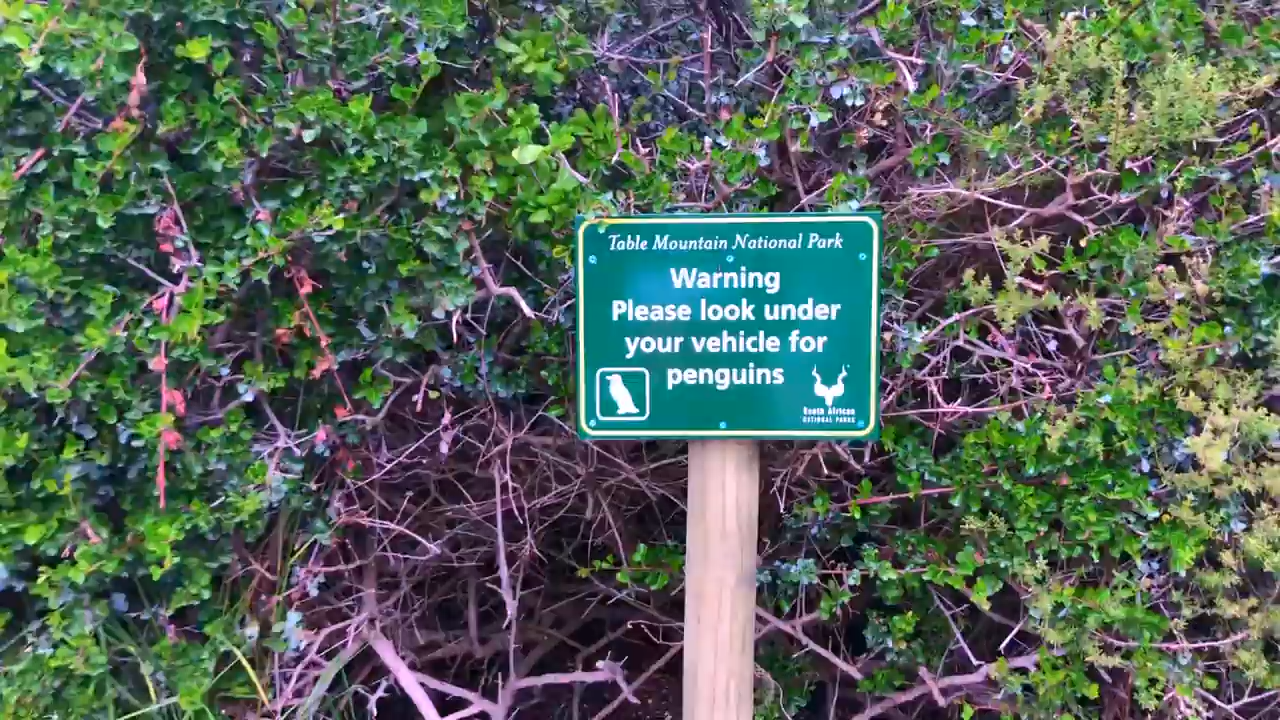 Table Mountain National Park
Warning
Please look under
your vehicle for
penguins
South African
NATIONAL PARKS